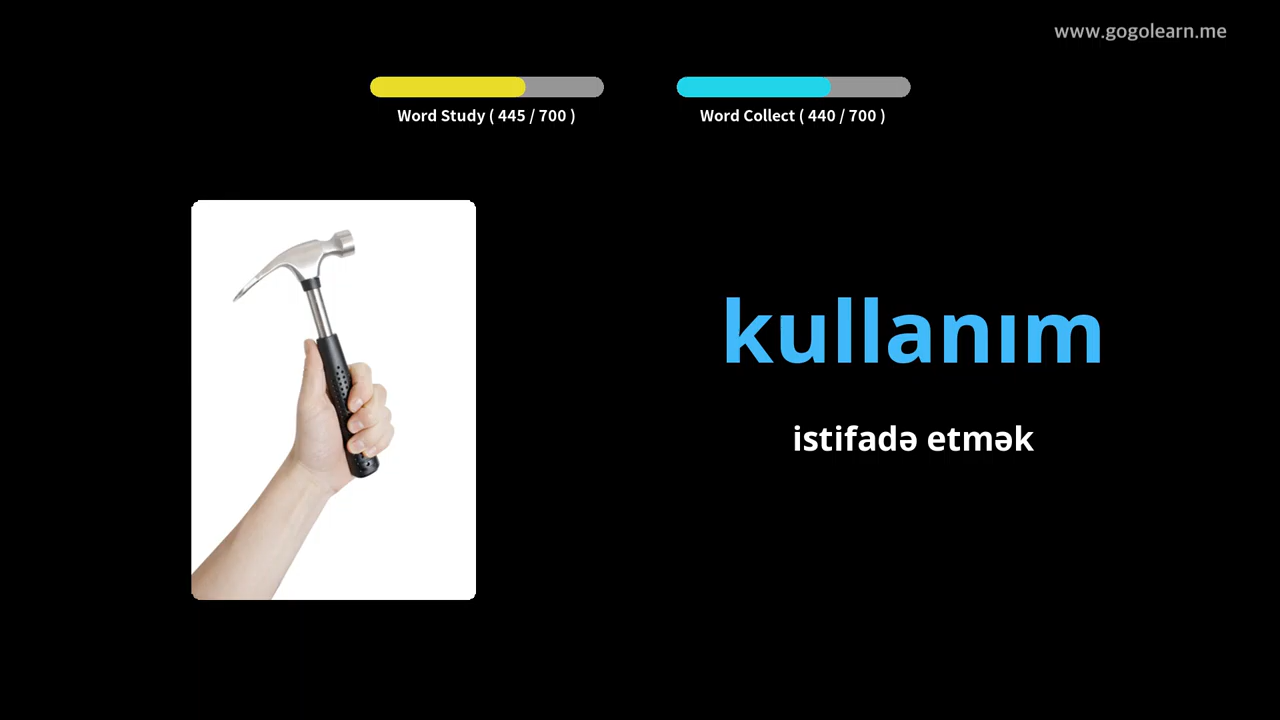 www.gogolearn.me
Word Study ( 445 / 700 )
Word Collect ( 440 / 700 )
kullanım
istifadə etmək